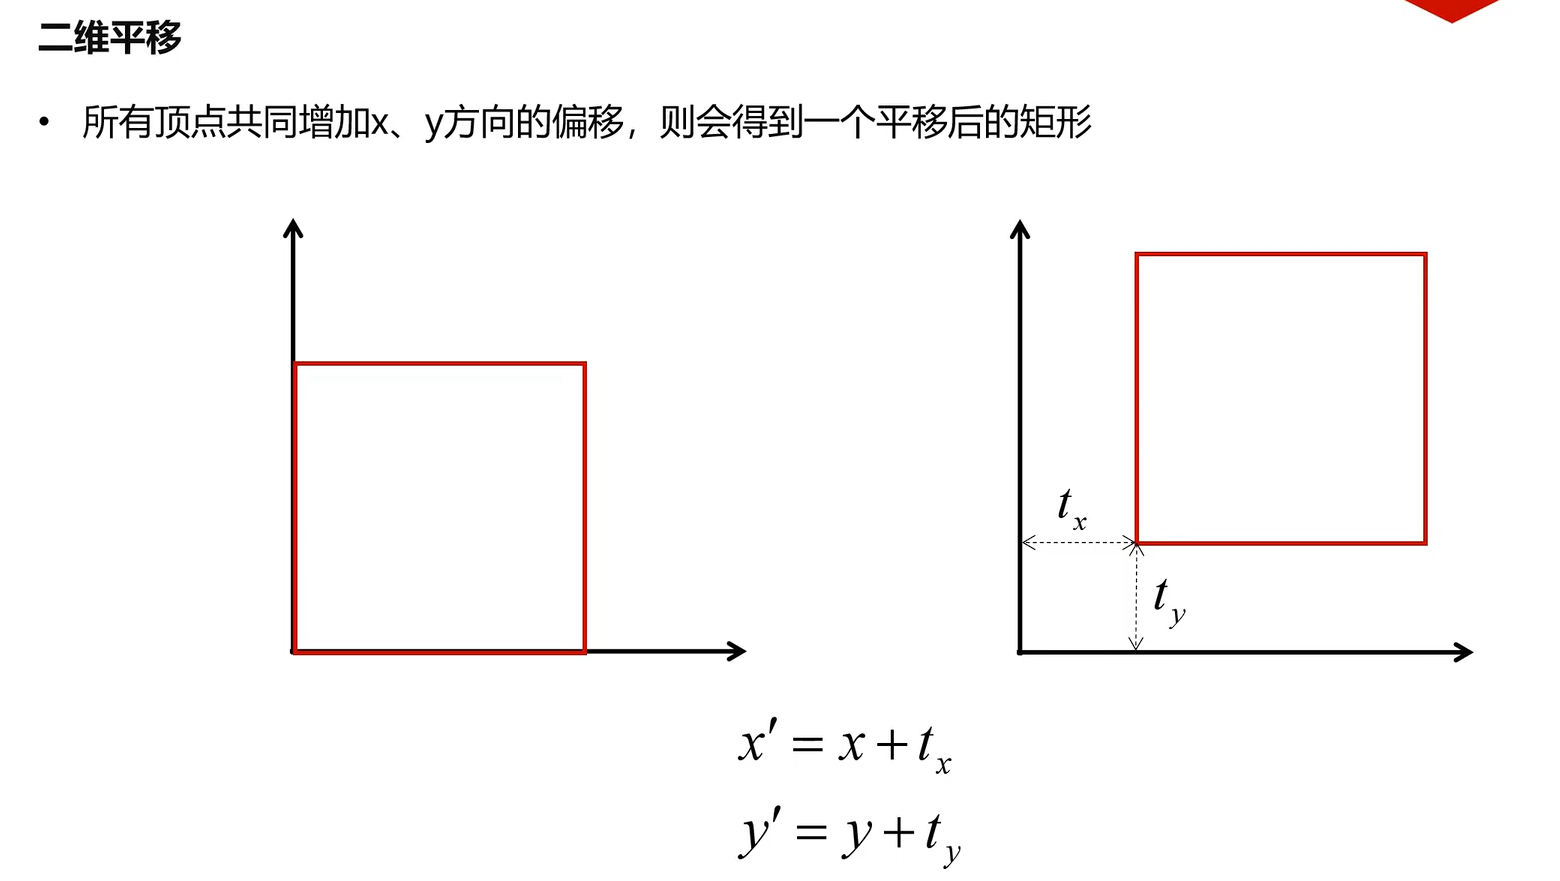 二维平移
• 所有顶点共同增加x、y方向的偏移，则会得到一个平移后的矩形
t_x
t_y
x′ = x + t_x
y′ = y + t_y